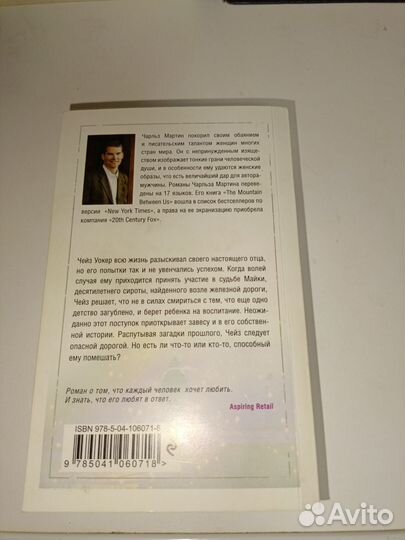 Чарльз Мартин покорил своим обаянием
и писательским талантом женщин многих
стран мира. Он с непринужденным изяще-
ством изображает тонкие грани человеческой
души, и в особенности ему удаются женские
образы, что есть величайший дар для автора-
мужчины. Романы Чарльза Мартина переве-
дены на 17 языков. Его книга «The Mountain
Between Us» вошла в список бестселлеров по
версии «New York Times», а права на ее экранизацию приобрела
компания «20th Century Fox».
Чейз Уокер всю жизнь разыскивал своего настоящего отца,
но его попытки так и не увенчались успехом. Когда волей
случая ему приходится принять участие в судьбе Майки,
десятилетнего сироты, найденного возле железной дороги,
Чейз решает, что не в силах смириться с тем, что еще одно
детство загублено, и берет ребенка на воспитание. Неожи-
данно этот поступок приоткрывает завесу и в его собствен-
ной истории. Распутывая загадки прошлого, Чейз следует
опасной дорогой. Но есть ли что-то или кто-то, способный
ему помешать?
Роман о том, что каждый человек хочет любить.
И знать, что его любят в ответ.
Aspiring Retail
ISBN 978-5-04-106071-8
9 785041 060718 >
Avito